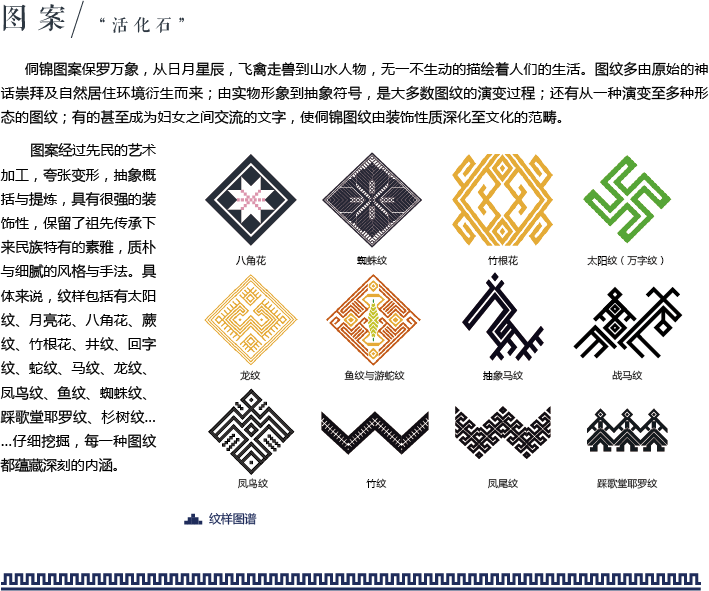 图案/ “活化石”
侗锦图案保罗万象，从日月星辰，飞禽走兽到山水人物，无一不生动的描绘着人们的生活。图纹多由原始的神
话崇拜及自然居住环境衍生而来；由实物形象到抽象符号，是大多数图纹的演变过程；还有从一种演变至多种形
态的图纹；有的甚至成为妇女之间交流的文字，使侗锦图纹由装饰性质深化至文化的范畴。
图案经过先民的艺术
加工，夸张变形，抽象概
括与提炼，具有很强的装
饰性，保留了祖先传承下
来民族特有的素雅，质朴
与细腻的风格与手法。具
体来说，纹样包括有太阳
纹、月亮花、八角花、蕨
纹、竹根花、井纹、回字
纹、蛇纹、马纹、龙纹、
凤鸟纹、鱼纹、蜘蛛纹、
踩歌堂耶罗纹、杉树纹...
...仔细挖掘，每一种图纹
都蕴藏深刻的内涵。
八角花 蜘蛛纹 竹根花 太阳纹（万字纹）
龙纹 鱼纹与游蛇纹 抽象马纹 战马纹
凤鸟纹 竹纹 凤尾纹 踩歌堂耶罗纹
纹样图谱